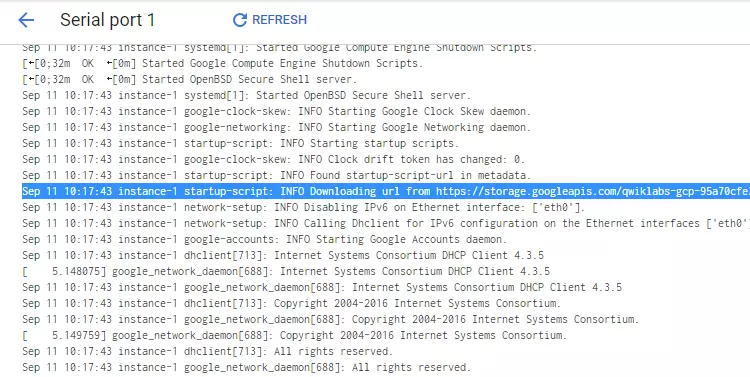 Serial port 1
REFRESH
Sep 11 10:17:43 instance-1 systemd[1]: Started Google Compute Engine Shutdown Scripts.
[←[0;32m  OK  ←[0m] Started Google Compute Engine Shutdown Scripts.
[←[0;32m  OK  ←[0m] Started OpenBSD Secure Shell server.
Sep 11 10:17:43 instance-1 systemd[1]: Started OpenBSD Secure Shell server.
Sep 11 10:17:43 instance-1 google-clock-skew: INFO Starting Google Clock Skew daemon.
Sep 11 10:17:43 instance-1 google-networking: INFO Starting Google Networking daemon.
Sep 11 10:17:43 instance-1 startup-script: INFO Starting startup scripts.
Sep 11 10:17:43 instance-1 google-clock-skew: INFO Clock drift token has changed: 0.
Sep 11 10:17:43 instance-1 startup-script: INFO Found startup-script-url in metadata.
Sep 11 10:17:43 instance-1 startup-script: INFO Downloading url from https://storage.googleapis.com/qwiklabs-gcp-95a70cfe
Sep 11 10:17:43 instance-1 network-setup: INFO Disabling IPv6 on Ethernet interface: ['eth0'].
Sep 11 10:17:43 instance-1 network-setup: INFO Calling Dhclient for IPv6 configuration on the Ethernet interfaces ['eth0'
Sep 11 10:17:43 instance-1 google-accounts: INFO Starting Google Accounts daemon.
Sep 11 10:17:43 instance-1 dhclient[713]: Internet Systems Consortium DHCP Client 4.3.5
[    5.148075] google_network_daemon[688]: Internet Systems Consortium DHCP Client 4.3.5
Sep 11 10:17:43 instance-1 google_network_daemon[688]: Internet Systems Consortium DHCP Client 4.3.5
Sep 11 10:17:43 instance-1 dhclient[713]: Copyright 2004-2016 Internet Systems Consortium.
Sep 11 10:17:43 instance-1 google_network_daemon[688]: Copyright 2004-2016 Internet Systems Consortium.
[    5.149759] google_network_daemon[688]: Copyright 2004-2016 Internet Systems Consortium.
Sep 11 10:17:43 instance-1 dhclient[713]: All rights reserved.
Sep 11 10:17:43 instance-1 google_network_daemon[688]: All rights reserved.